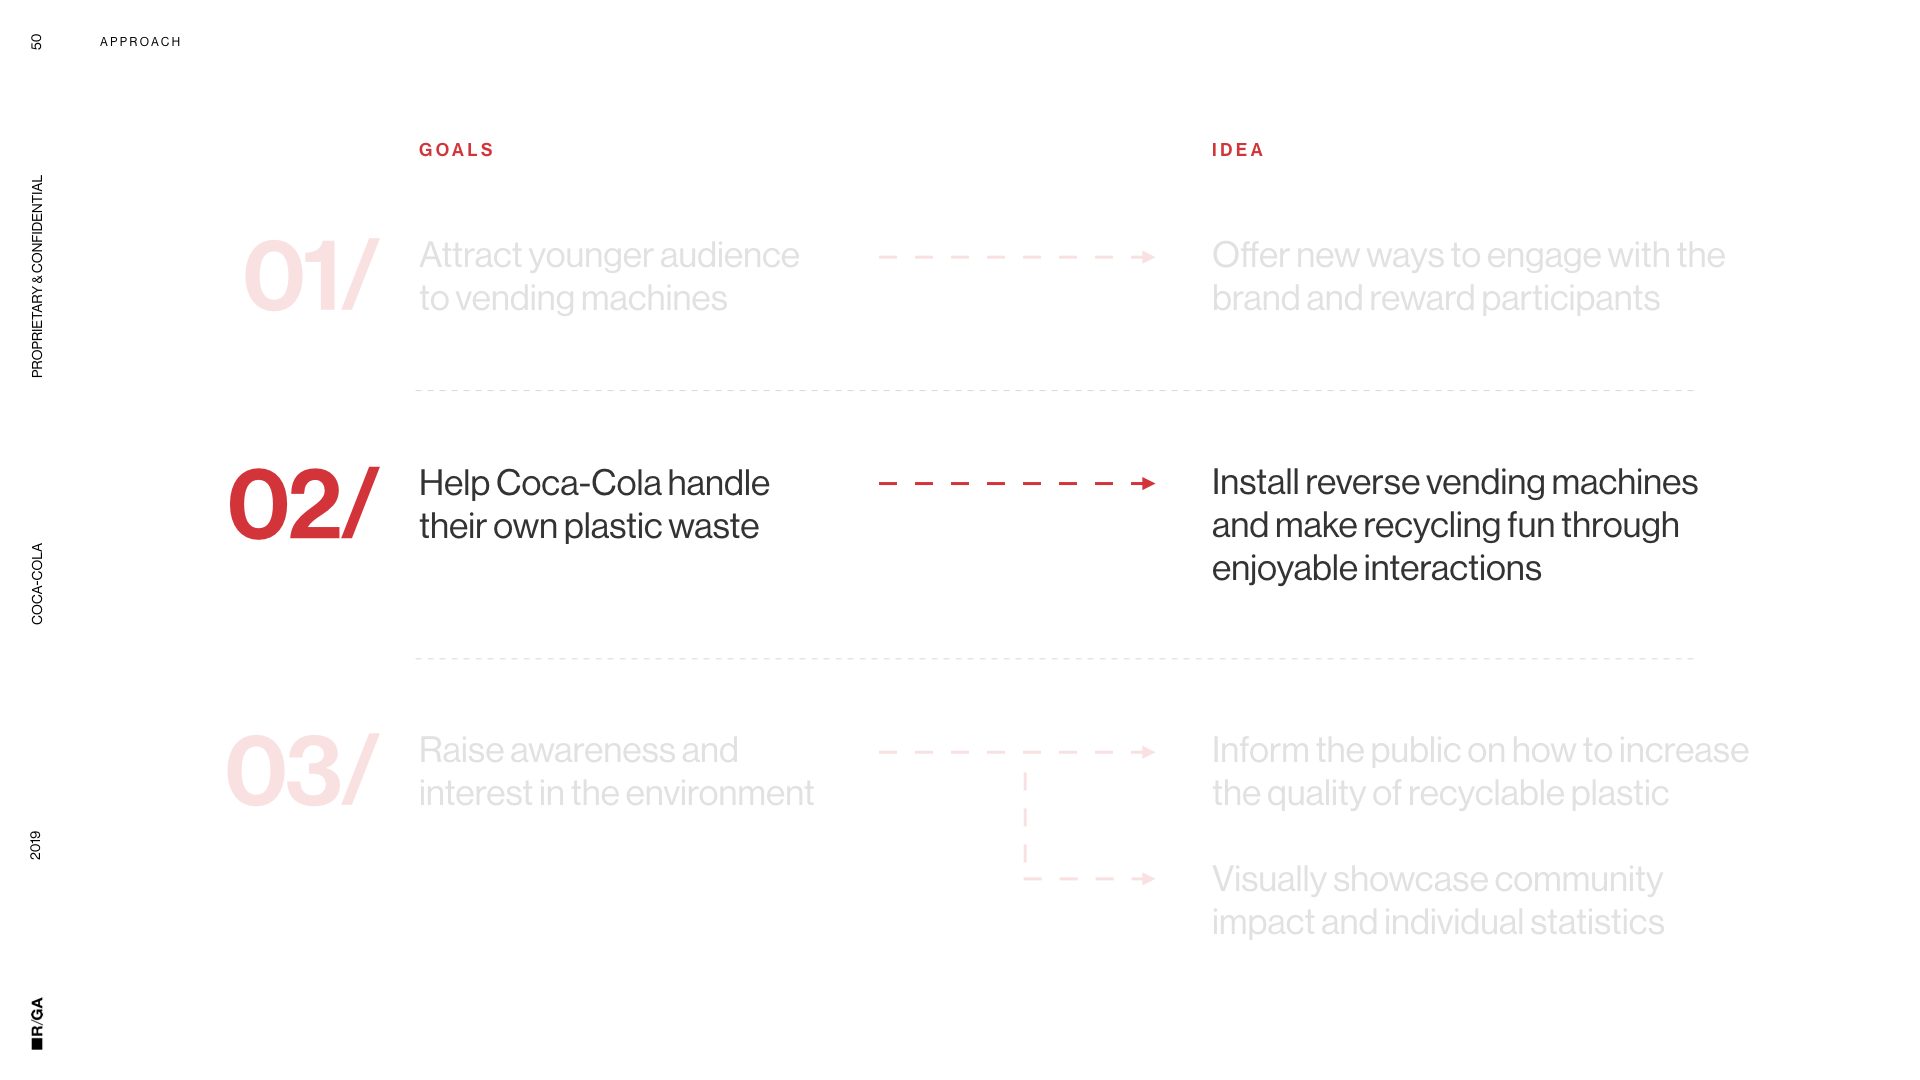 50
APPROACH
PROPRIETARY & CONFIDENTIAL
COCA-COLA
2019
R/GA
GOALS
IDEA
01/
Attract younger audience
to vending machines
Offer new ways to engage with the
brand and reward participants
02/
Help Coca-Cola handle
their own plastic waste
Install reverse vending machines
and make recycling fun through
enjoyable interactions
03/
Raise awareness and
interest in the environment
Inform the public on how to increase
the quality of recyclable plastic
Visually showcase community
impact and individual statistics